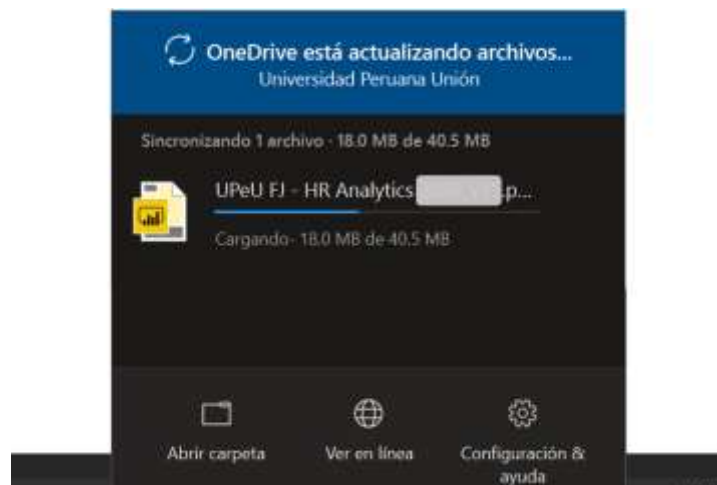 OneDrive está actualizando archivos...
Universidad Peruana Unión
Sincronizando 1 archivo - 18.0 MB de 40.5 MB
UPeU FJ - HR Analytics .p...
Cargando- 18.0 MB de 40.5 MB
Abrir carpeta
Ver en línea
Configuración &
ayuda